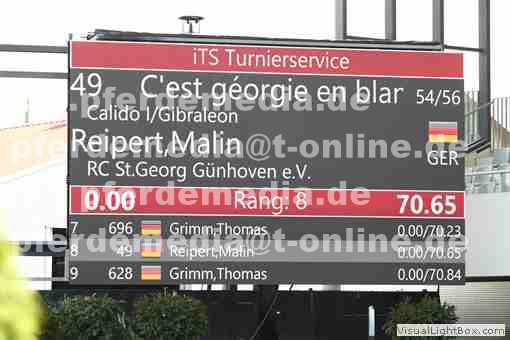 iTS Turnierservice
49 C'est géorgie en blar 54/56
Calido I/Gibraleon
Reipert,Malin GER
RC St.Georg Günhoven e.V.
0.00 Rang: 8 70.65
7 696 Grimm,Thomas 0.00/70.23
8 49 Reipert,Malin 0.00/70.65
9 628 Grimm,Thomas 0.00/70.84
pferdemedia.de
pferdemedia@t-online.de
pferdemedia.de
pferdemedia@t-online.de
Created by
VisualLightBox.com